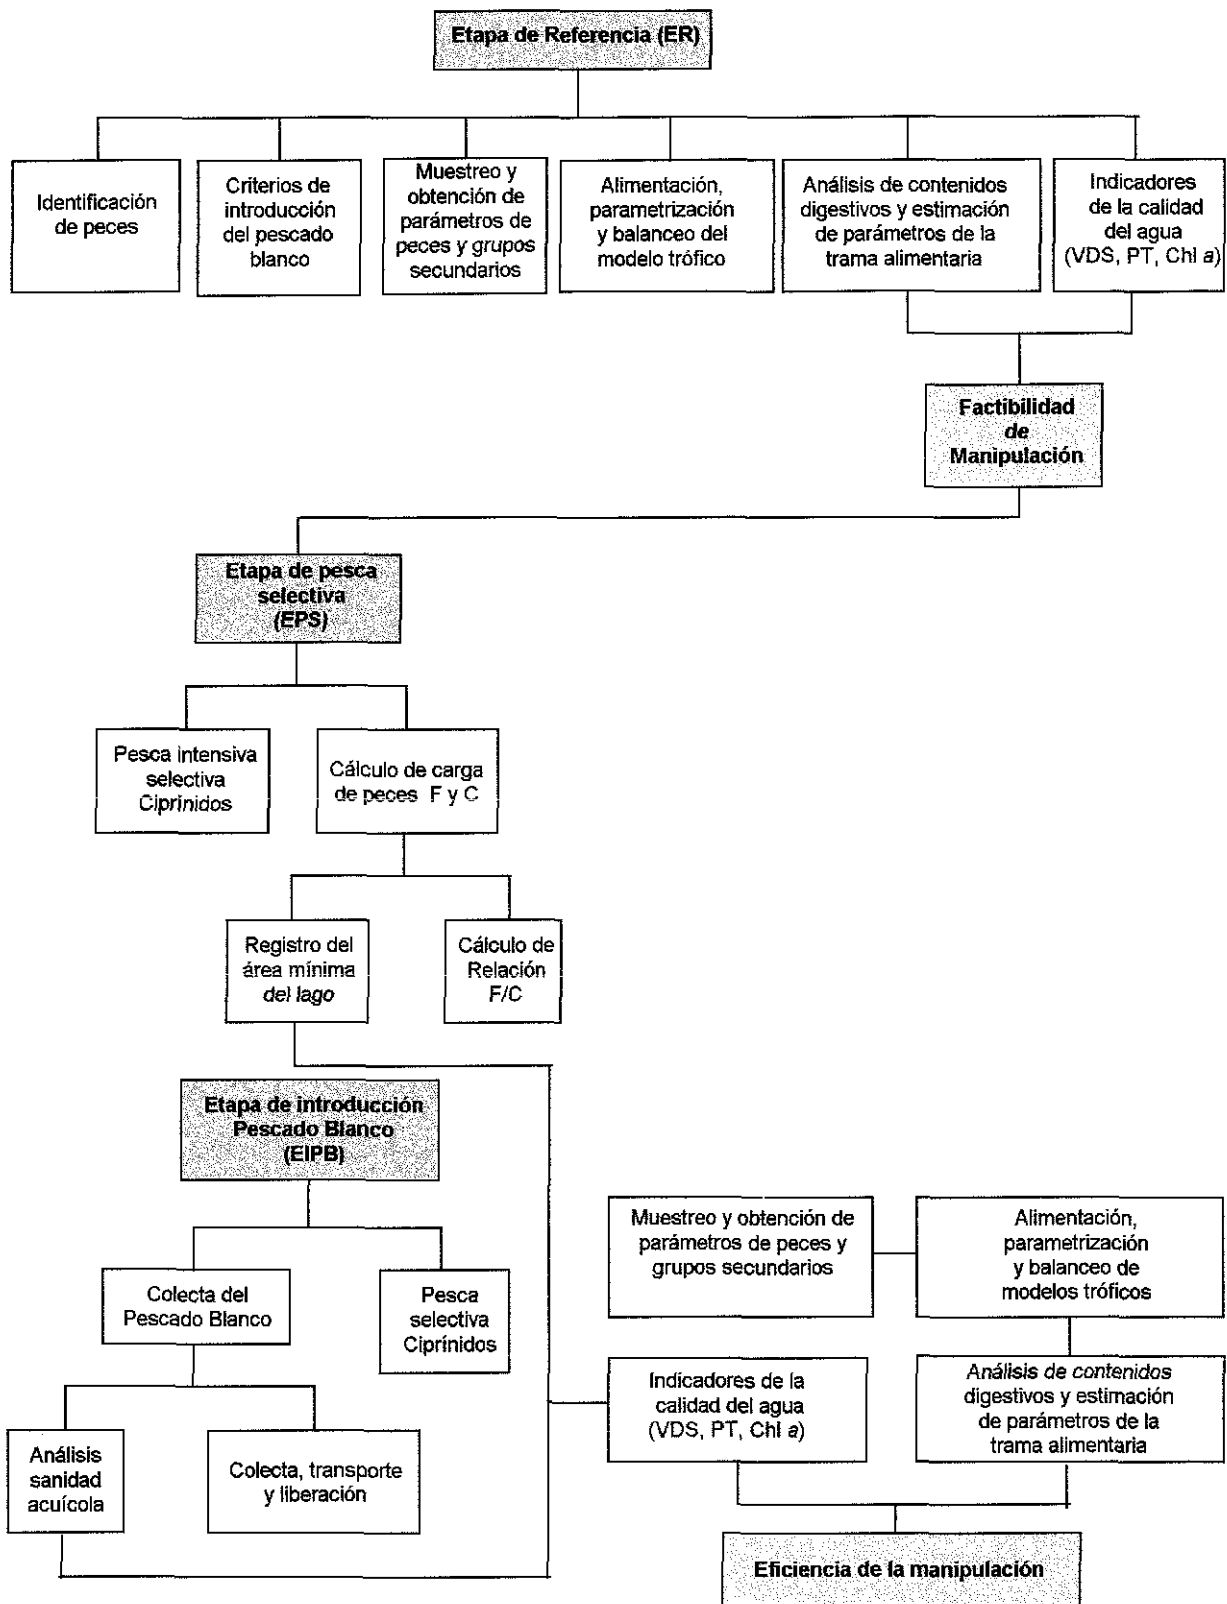 Etapa de Referencia (ER)
Identificación
de peces
Criterios de
introducción
del pescado
blanco
Muestreo y
obtención de
parámetros de
peces y grupos
secundarios
Alimentación,
parametrización
y balanceo del
modelo trófico
Análisis de contenidos
digestivos y estimación
de parámetros de la
trama alimentaria
Indicadores
de la calidad
del agua
(VDS, PT, Chl a)
Factibilidad
de
Manipulación
Etapa de pesca
selectiva
(EPS)
Pesca intensiva
selectiva
Ciprínidos
Cálculo de carga
de peces F y C
Registro del
área mínima
del lago
Cálculo de
Relación
F/C
Etapa de introducción
Pescado Blanco
(EIPB)
Colecta del
Pescado Blanco
Pesca
selectiva
Ciprínidos
Análisis
sanidad
acuícola
Colecta, transporte
y liberación
Muestreo y obtención de
parámetros de peces y
grupos secundarios
Alimentación,
parametrización
y balanceo de
modelos tróficos
Indicadores de la
calidad del agua
(VDS, PT, Chl a)
Análisis de contenidos
digestivos y estimación
de parámetros de la
trama alimentaria
Eficiencia de la manipulación